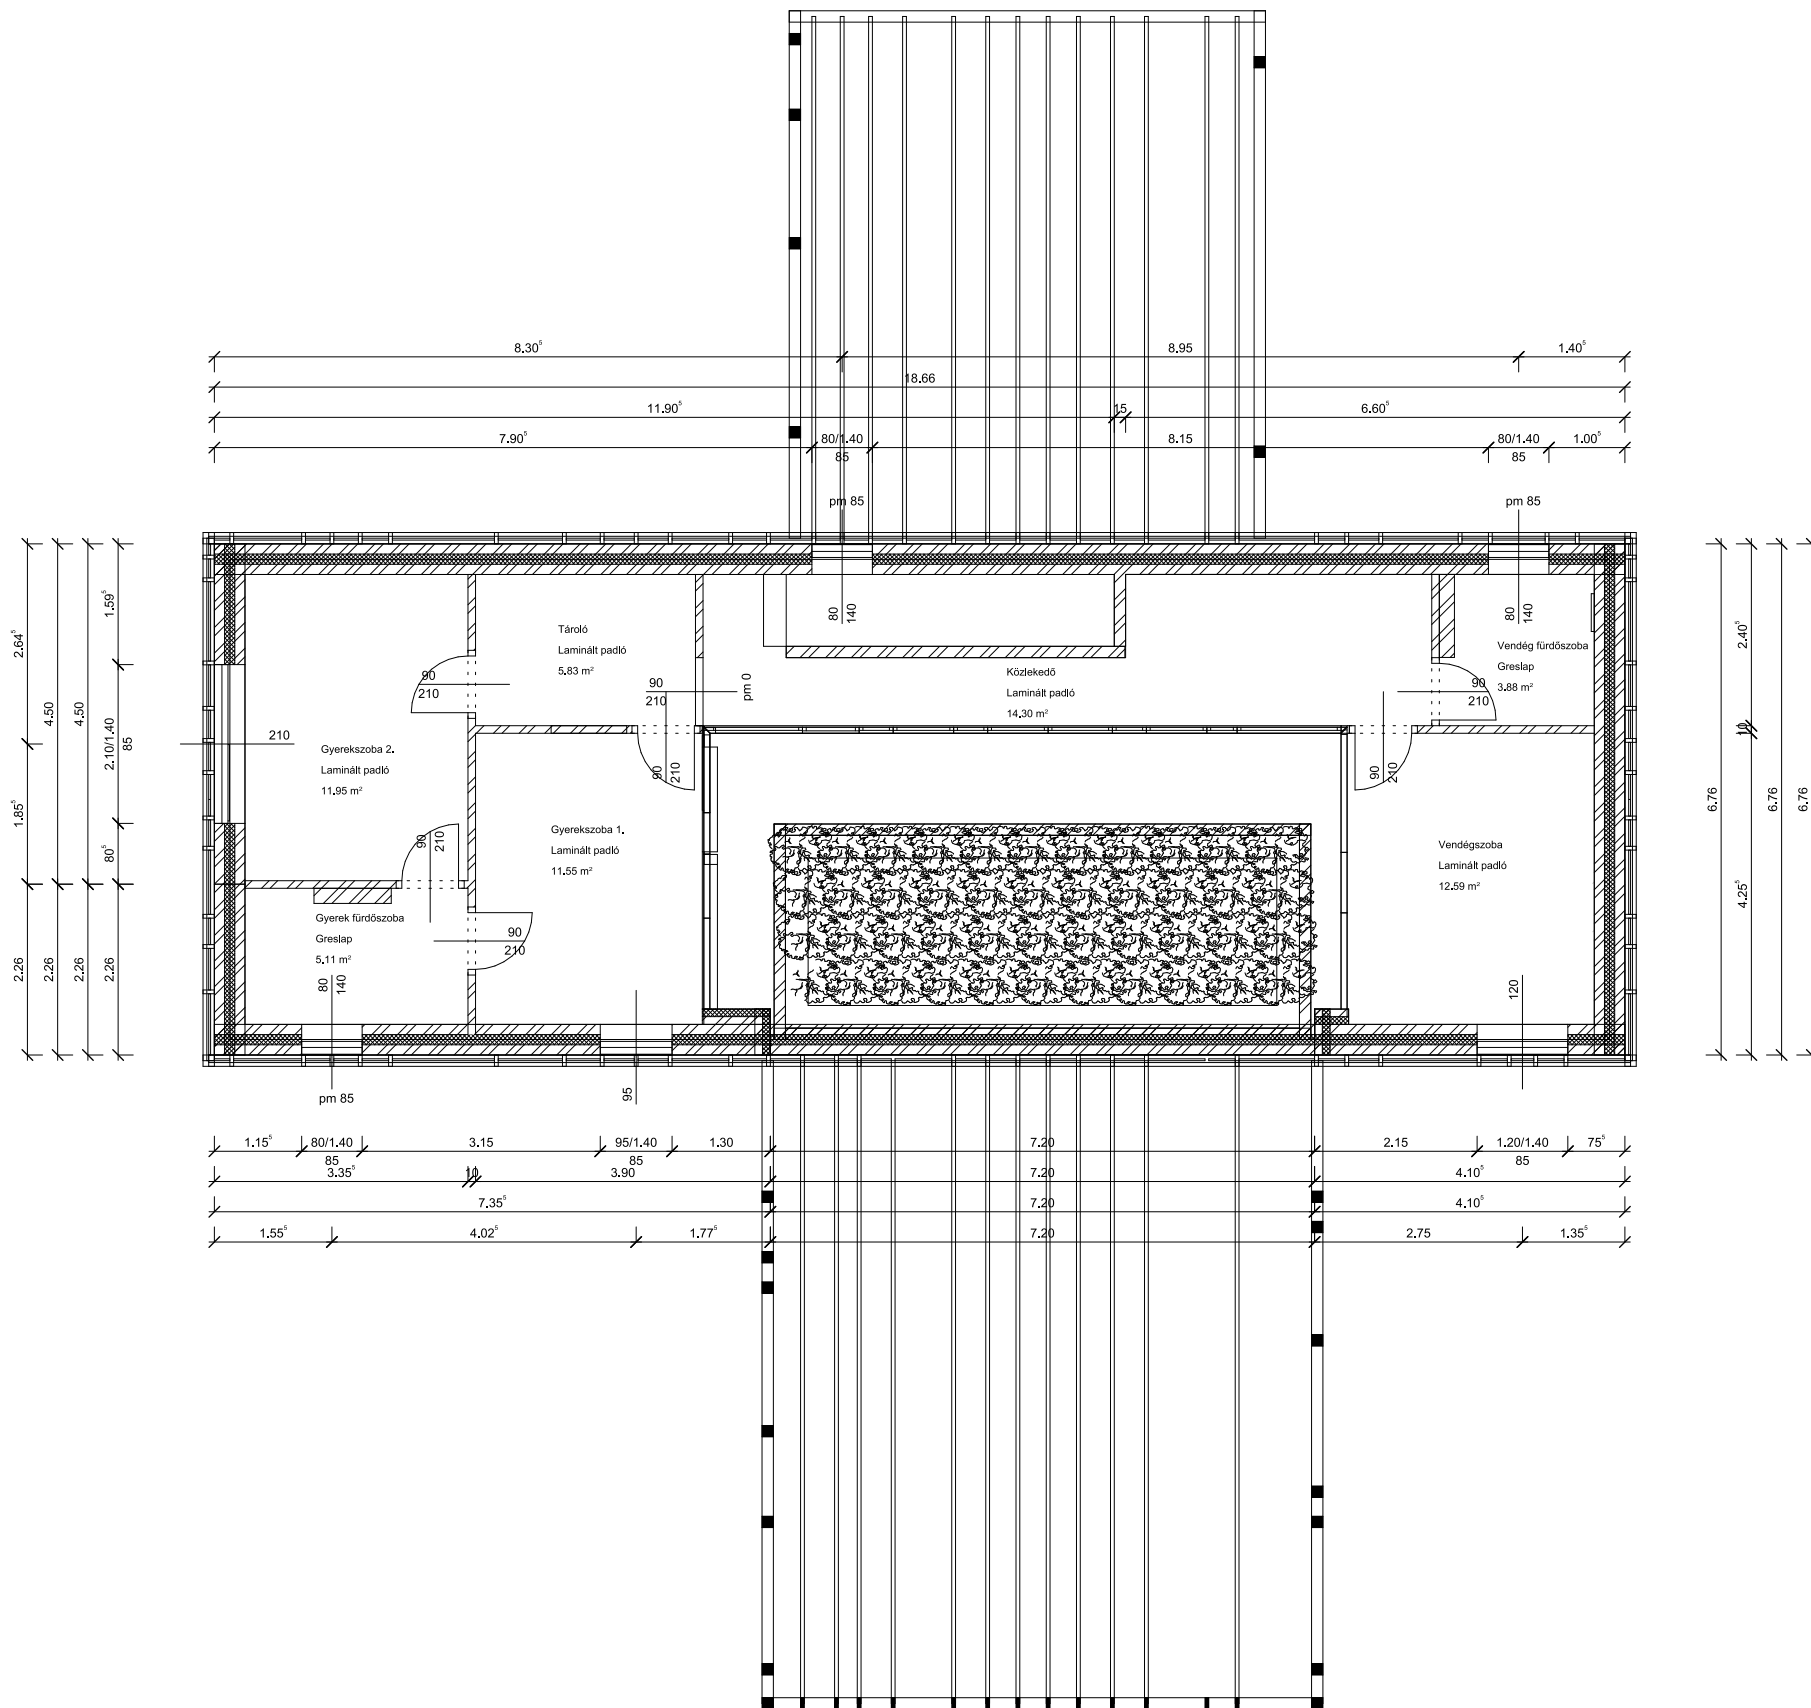 8.30⁵ 8.95 1.40⁵
18.66
11.90⁵ 15 6.60⁵
7.90⁵ 80/1.40 8.15 80/1.40 1.00⁵
85 85
pm 85 pm 85
2.64⁵ 1.85⁵ 2.26
4.50 2.26
4.50 2.26
1.59⁵ 2.10/1.40 80⁵ 2.26
85
80
140
80
140
Tároló
Laminált padló
5.83 m²
Közlekedő
Laminált padló
14.30 m²
Vendég fürdőszoba
Greslap
3.88 m²
90
210
90
210
pm 0
90
210
210
Gyerekszoba 2.
Laminált padló
11.95 m²
90
210
90
210
90
210
Gyerekszoba 1.
Laminált padló
11.55 m²
Vendégszoba
Laminált padló
12.59 m²
Gyerek fürdőszoba
Greslap
5.11 m²
90
210
80
140
120
6.76
2.40⁵ 10 4.25⁵
6.76
6.76
pm 85
95
1.15⁵ 80/1.40 3.15 95/1.40 1.30 7.20 2.15 1.20/1.40 75⁵
85 85 85
3.35⁵ 10 3.90 7.20 4.10⁵
7.35⁵ 7.20 4.10⁵
1.55⁵ 4.02⁵ 1.77⁵ 7.20 2.75 1.35⁵